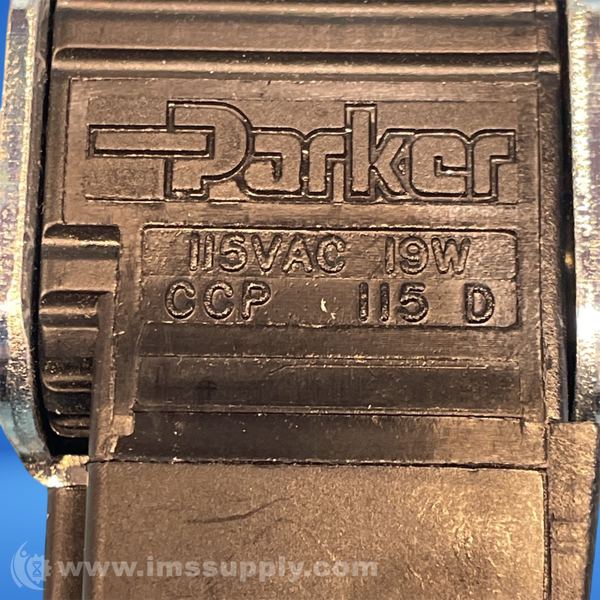 Parker
115VAC 19W
CCP 115 D
www.imssupply.com